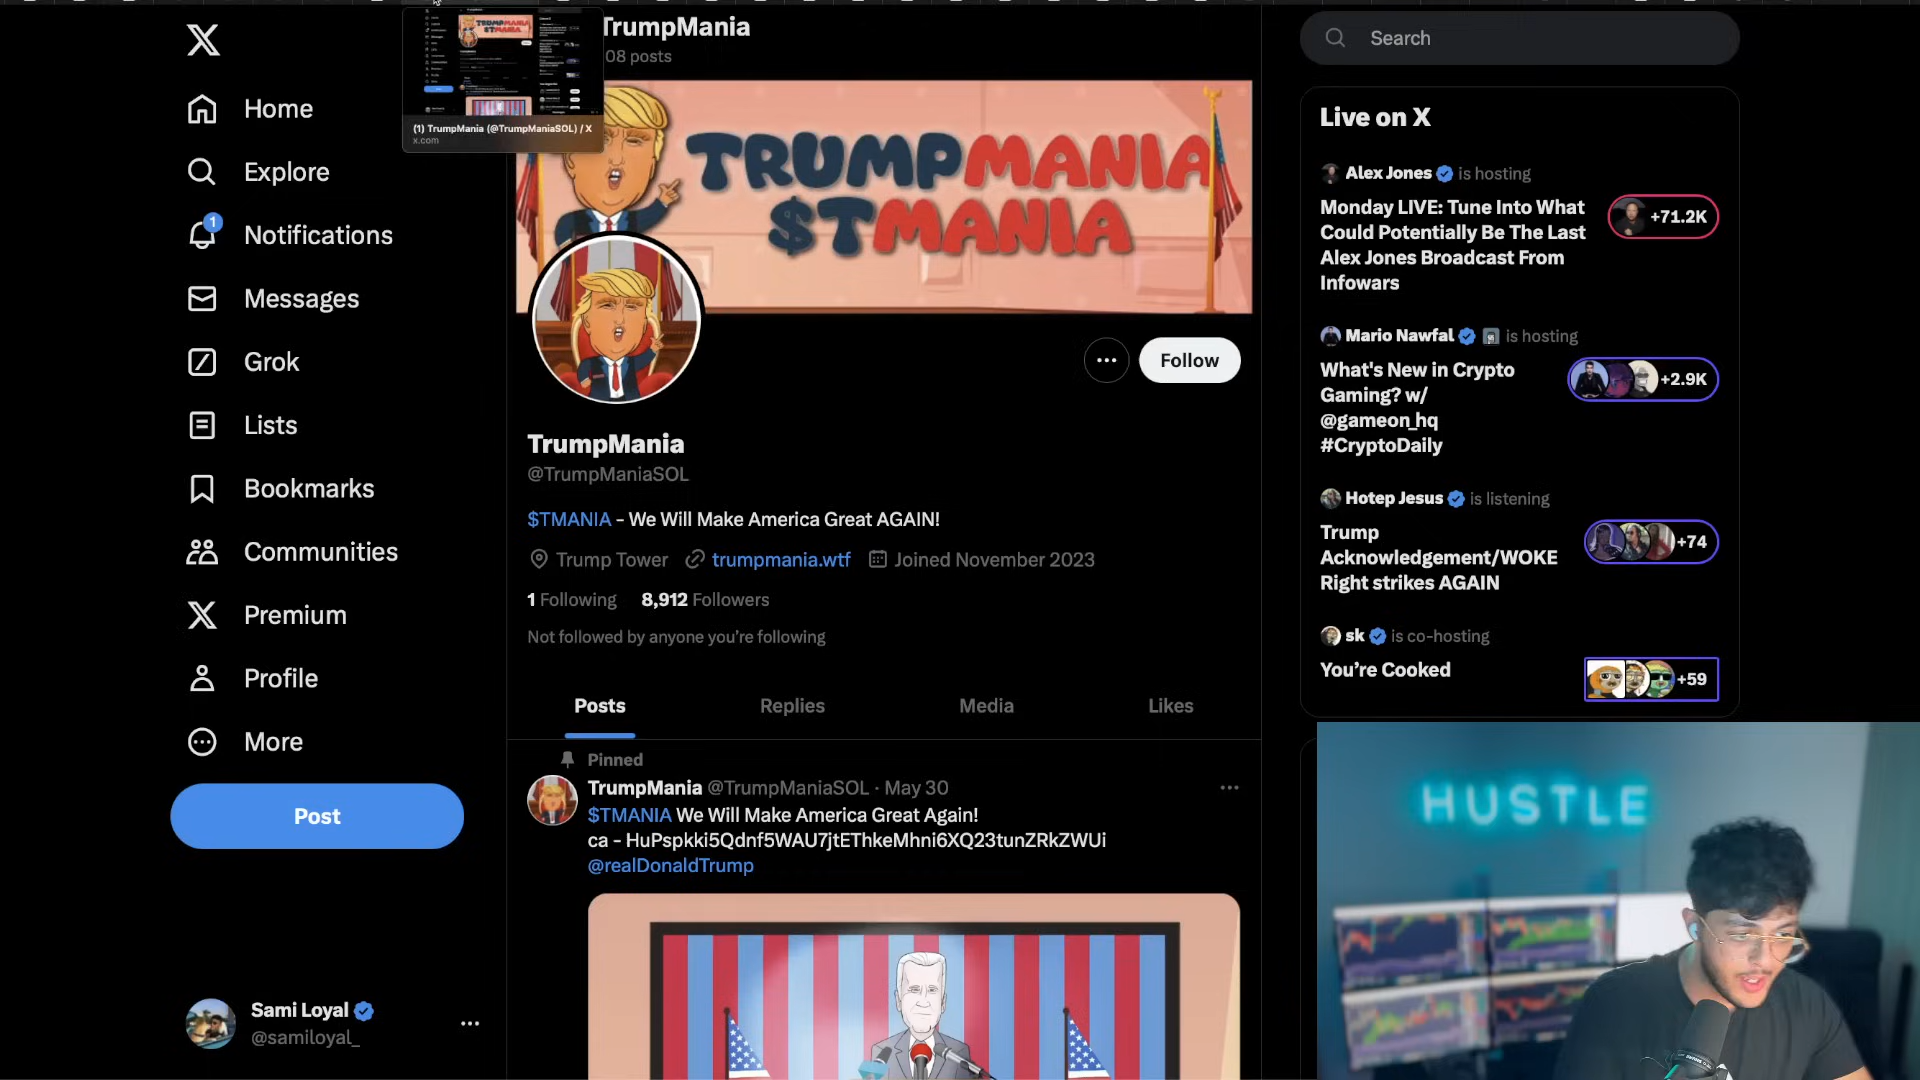 Home
Explore
1
Notifications
Messages
Grok
Lists
Bookmarks
Communities
Premium
Profile
More
Post
Sami Loyal
@samiloyal_
(1) TrumpMania (@TrumpManiaSOL) / X
x.com
TrumpMania
08 posts
TRUMPMANIA
$TMANIA
Follow
TrumpMania
@TrumpManiaSOL
$TMANIA - We Will Make America Great AGAIN!
Trump Tower trumpmania.wtf Joined November 2023
1 Following 8,912 Followers
Not followed by anyone you're following
Posts Replies Media Likes
Pinned
TrumpMania @TrumpManiaSOL · May 30
$TMANIA We Will Make America Great Again!
ca - HuPspkki5Qdnf5WAU7jtEThkeMhni6XQ23tunZRkZWUi
@realDonaldTrump
Search
Live on X
Alex Jones is hosting
Monday LIVE: Tune Into What
Could Potentially Be The Last
Alex Jones Broadcast From
Infowars
+71.2K
Mario Nawfal is hosting
What's New in Crypto
Gaming? w/
@gameon_hq
#CryptoDaily
+2.9K
Hotep Jesus is listening
Trump
Acknowledgement/WOKE
Right strikes AGAIN
+74
sk is co-hosting
You're Cooked
+59
HUSTLE